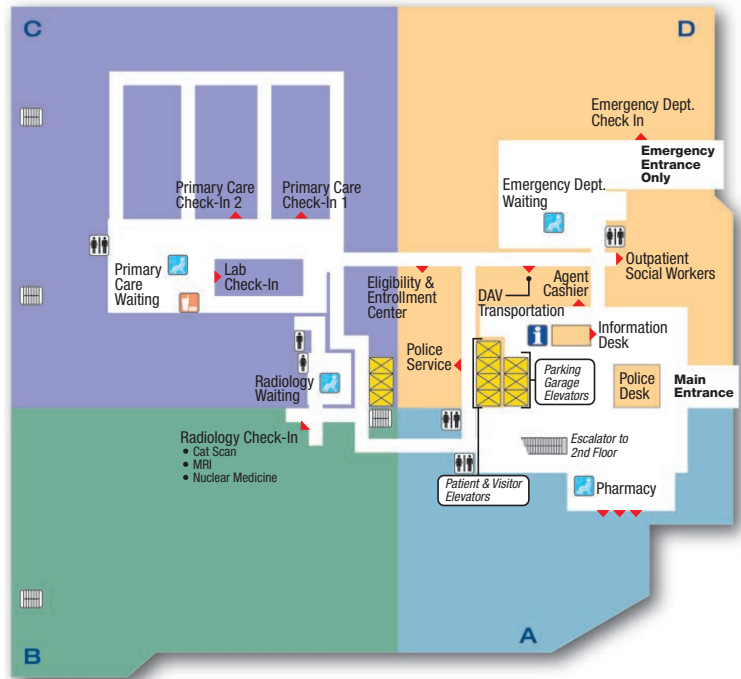 C
D
Emergency Dept.
Check In
Emergency
Entrance
Only
Primary Care
Check-In 2
Primary Care
Check-In 1
Emergency Dept.
Waiting
Primary
Care
Waiting
Lab
Check-In
Eligibility &
Entrollment
Center
DAV
Transportation
Agent
Cashier
Outpatient
Social Workers
i
Information
Desk
Police
Service
Parking
Garage
Elevators
Police
Desk
Main
Entrance
Radiology
Waiting
Radiology Check-In
• Cat Scan
• MRI
• Nuclear Medicine
Escalator to
2nd Floor
Patient & Visitor
Elevators
Pharmacy
A
B